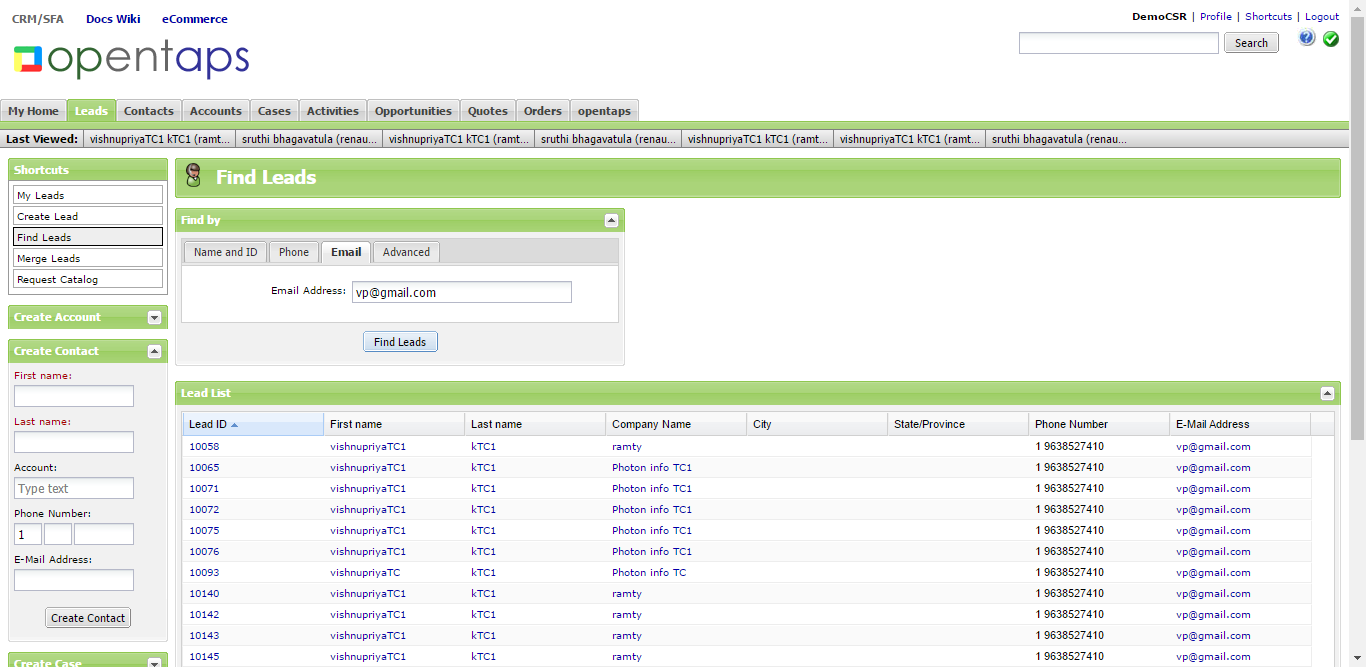 CRM/SFA Docs Wiki eCommerce
DemoCSR | Profile | Shortcuts | Logout
opentaps
Search
My Home Leads Contacts Accounts Cases Activities Opportunities Quotes Orders opentaps
Last Viewed: vishnupriyaTC1 kTC1 (ramt... sruthi bhagavatula (renau... vishnupriyaTC1 kTC1 (ramt... sruthi bhagavatula (renau... vishnupriyaTC1 kTC1 (ramt... vishnupriyaTC1 kTC1 (ramt... sruthi bhagavatula (renau...
Shortcuts
My Leads
Create Lead
Find Leads
Merge Leads
Request Catalog
Create Account
Create Contact
First name:
Last name:
Account:
Type text
Phone Number:
1
E-Mail Address:
Create Contact
Create Case
Find Leads
Find by
Name and ID Phone Email Advanced
Email Address: vp@gmail.com
Find Leads
Lead List
Lead ID First name Last name Company Name City State/Province Phone Number E-Mail Address
10058 vishnupriyaTC1 kTC1 ramty 1 9638527410 vp@gmail.com
10065 vishnupriyaTC1 kTC1 Photon info TC1 1 9638527410 vp@gmail.com
10071 vishnupriyaTC1 kTC1 Photon info TC1 1 9638527410 vp@gmail.com
10072 vishnupriyaTC1 kTC1 Photon info TC1 1 9638527410 vp@gmail.com
10075 vishnupriyaTC1 kTC1 Photon info TC1 1 9638527410 vp@gmail.com
10076 vishnupriyaTC1 kTC1 Photon info TC1 1 9638527410 vp@gmail.com
10093 vishnupriyaTC kTC1 Photon info TC 1 9638527410 vp@gmail.com
10140 vishnupriyaTC1 kTC1 ramty 1 9638527410 vp@gmail.com
10142 vishnupriyaTC1 kTC1 ramty 1 9638527410 vp@gmail.com
10143 vishnupriyaTC1 kTC1 ramty 1 9638527410 vp@gmail.com
10145 vishnupriyaTC1 kTC1 ramty 1 9638527410 vp@gmail.com